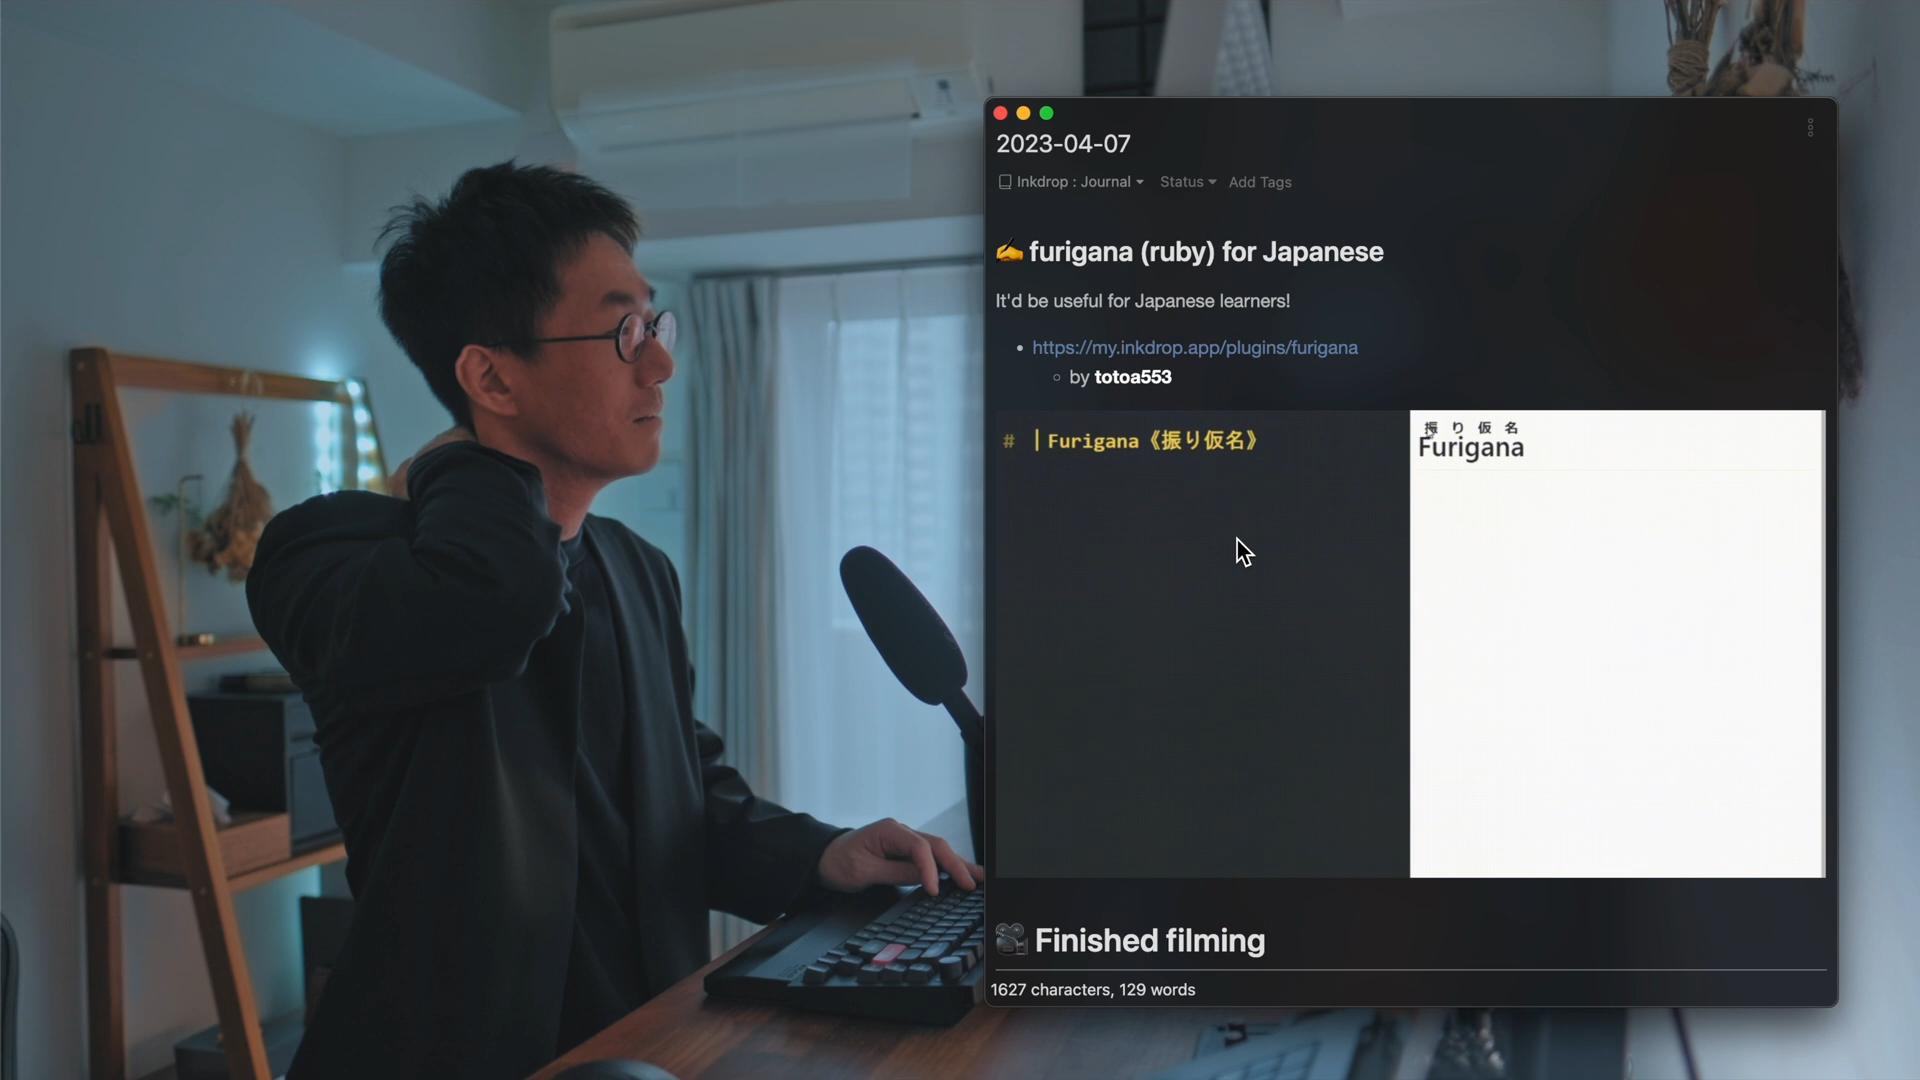 2023-04-07
Inkdrop : Journal Status Add Tags
✍️ furigana (ruby) for Japanese
It'd be useful for Japanese learners!
• https://my.inkdrop.app/plugins/furigana
◦ by totoa553
# |Furigana《振り仮名》
振り仮名
Furigana
🎥 Finished filming
1627 characters, 129 words